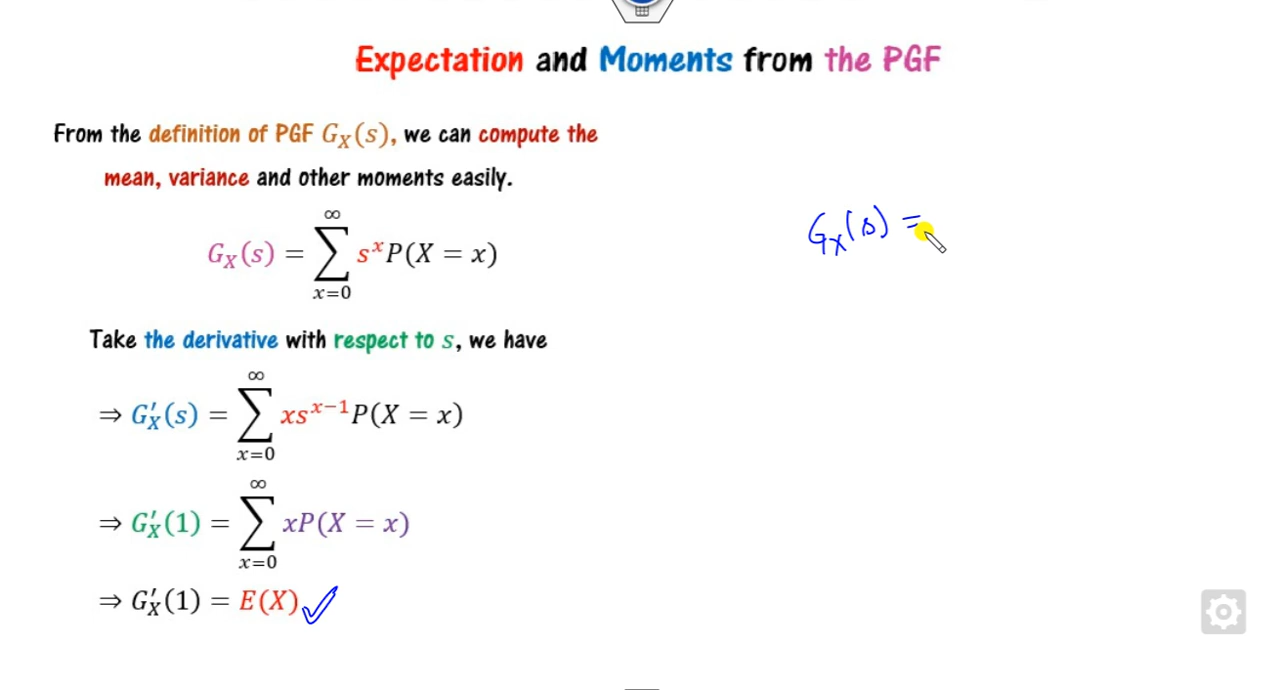 Expectation and Moments from the PGF
From the definition of PGF G_X(s), we can compute the
mean, variance and other moments easily.
G_X(s) = ∑_{x=0}^{∞} s^x P(X = x)
G_X(s) =
Take the derivative with respect to s, we have
⇒ G′_X(s) = ∑_{x=0}^{∞} xs^{x−1}P(X = x)
⇒ G′_X(1) = ∑_{x=0}^{∞} xP(X = x)
⇒ G′_X(1) = E(X)